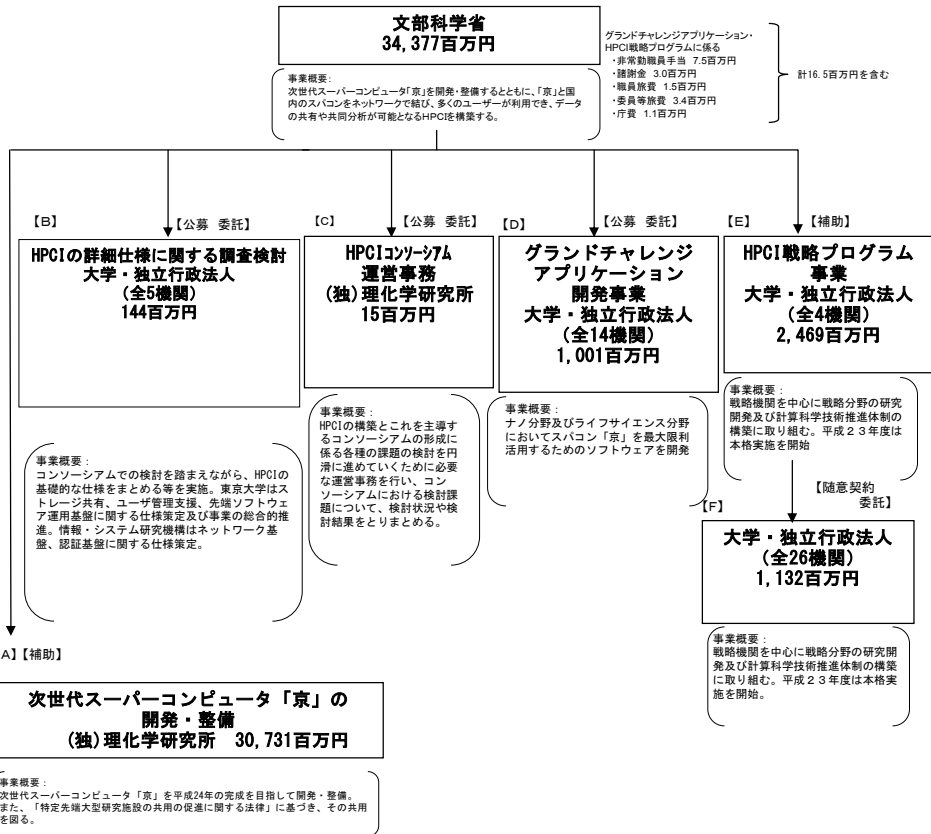 文部科学省
34,377百万円
グランドチャレンジアプリケーション・
HPCI戦略プログラムに係る
・非常勤職員手当 7.5百万円
・諸謝金 3.0百万円
・職員旅費 1.5百万円
・委員等旅費 3.4百万円
・庁費 1.1百万円
計16.5百万円を含む
事業概要:
次世代スーパーコンピュータ「京」を開発・整備するとともに、「京」と国
内のスパコンをネットワークで結び、多くのユーザーが利用でき、データ
の共有や共同分析が可能となるHPCIを構築する。
【B】
【公募 委託】
HPCIの詳細仕様に関する調査検討
大学・独立行政法人
(全5機関)
144百万円
事業概要:
コンソーシアムでの検討を踏まえながら、HPCIの
基礎的な仕様をまとめる等を実施。東京大学はス
トレージ共有、ユーザ管理支援、先端ソフトウェ
ア運用基盤に関する仕様策定及び事業の総合的推
進。情報・システム研究機構はネットワーク基
盤、認証基盤に関する仕様策定。
【C】
【公募 委託】
HPCIコンソーシアム
運営事務
(独)理化学研究所
15百万円
事業概要:
HPCIの構築とこれを主導す
るコンソーシアムの形成に
係る各種の課題の検討を円
滑に進めていくために必要
な運営事務を行い、コン
ソーシアムにおける検討課
題について、検討状況や検
討結果をとりまとめる。
【D】
【公募 委託】
グランドチャレンジ
アプリケーション
開発事業
大学・独立行政法人
(全14機関)
1,001百万円
事業概要:
ナノ分野及びライフサイエンス分野
においてスパコン「京」を最大限利
活用するためのソフトウェアを開発
【E】
【補助】
HPCI戦略プログラム
事業
大学・独立行政法人
(全4機関)
2,469百万円
事業概要:
戦略機関を中心に戦略分野の研究
開発及び計算科学技術推進体制の
構築に取り組む。平成23年度は
本格実施を開始
【随意契約
委託】
【F】
大学・独立行政法人
(全26機関)
1,132百万円
事業概要:
戦略機関を中心に戦略分野の研究開
発及び計算科学技術推進体制の構築
に取り組む。平成23年度は本格実
施を開始。
A】【補助】
次世代スーパーコンピュータ「京」の
開発・整備
(独)理化学研究所 30,731百万円
事業概要:
次世代スーパーコンピュータ「京」を平成24年の完成を目指して開発・整備。
また、「特定先端大型研究施設の共用の促進に関する法律」に基づき、その共用
を図る。